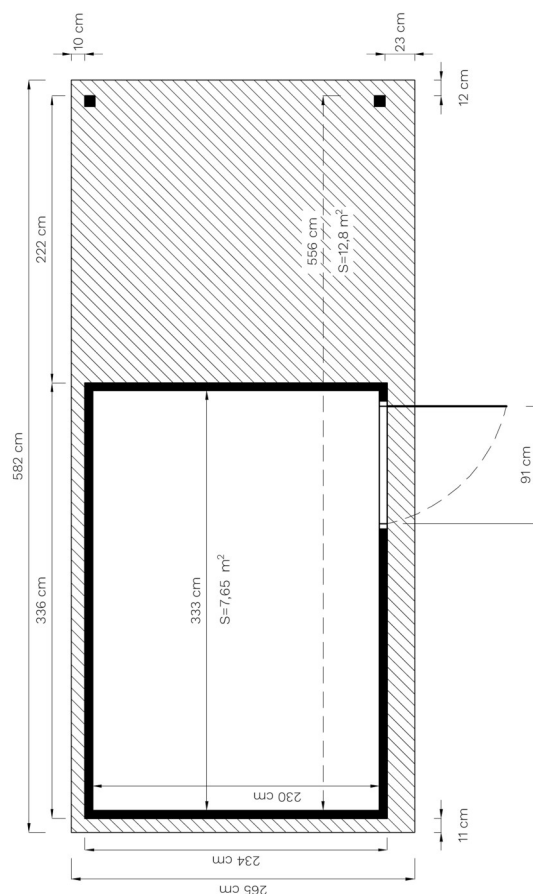 10 cm
23 cm
12 cm
222 cm
556 cm
S=12,8 m²
582 cm
336 cm
333 cm
S=7,65 m²
91 cm
230 cm
11 cm
234 cm
265 cm